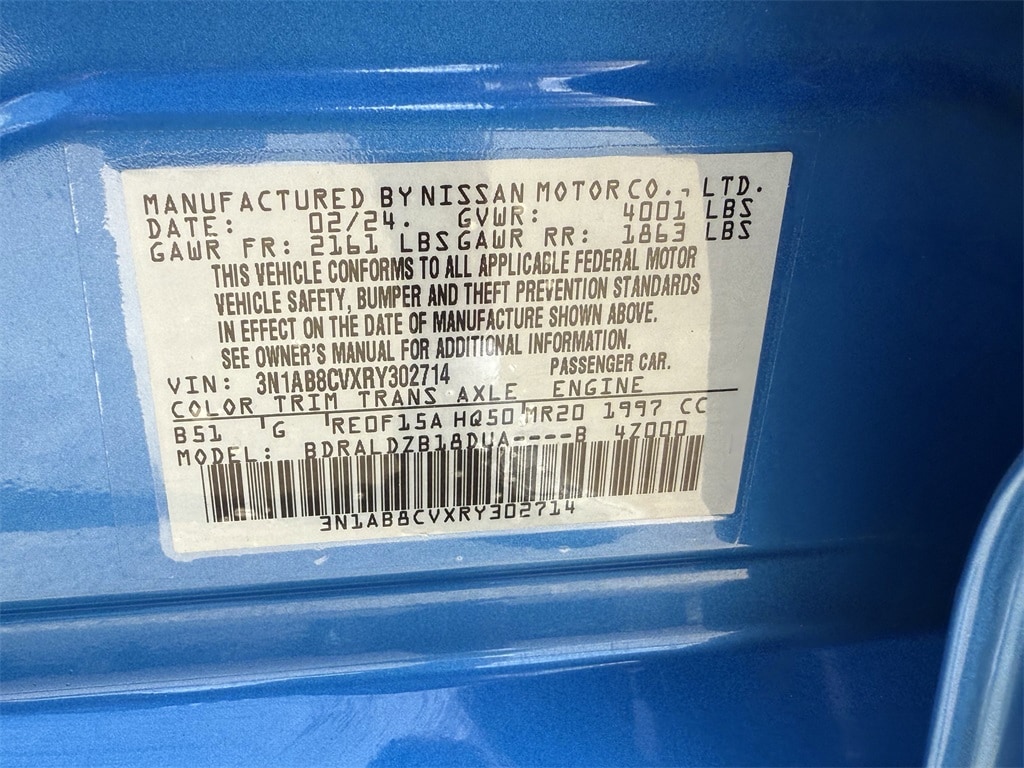 MANUFACTURED BY NISSAN MOTOR CO., LTD.
DATE: 02/24. GVWR: 4001 LBS
GAWR FR: 2161 LBS GAWR RR: 1863 LBS
THIS VEHICLE CONFORMS TO ALL APPLICABLE FEDERAL MOTOR
VEHICLE SAFETY, BUMPER AND THEFT PREVENTION STANDARDS
IN EFFECT ON THE DATE OF MANUFACTURE SHOWN ABOVE.
SEE OWNER'S MANUAL FOR ADDITIONAL INFORMATION.
VIN: 3N1AB8CVXRY302714 PASSENGER CAR.
COLOR TRIM TRANS AXLE ENGINE
B51 G RE0F15A HQ50 MR20 1997 CC
MODEL: BDRALDZB18DUA----B 4Z000
3N1AB8CVXRY302714